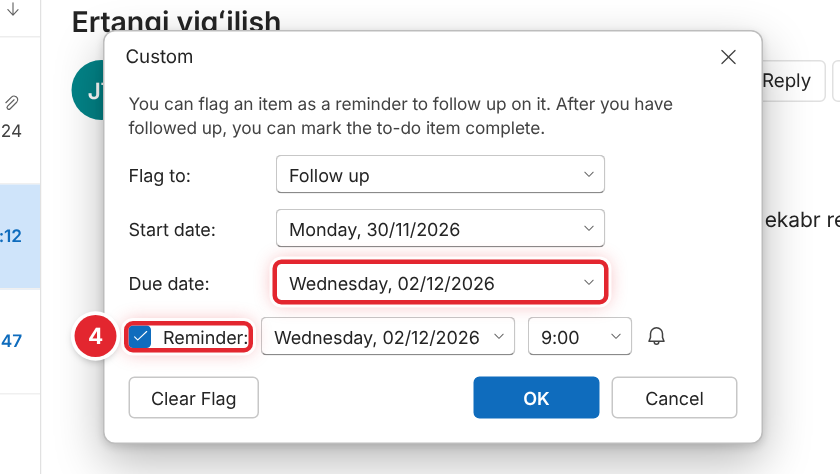 Ertangi yigʻilish
Custom
You can flag an item as a reminder to follow up on it. After you have
followed up, you can mark the to-do item complete.
Reply
24
Flag to: Follow up
ekabr re
:12
Start date: Monday, 30/11/2026
Due date: Wednesday, 02/12/2026
4 Reminder: Wednesday, 02/12/2026 9:00
47
Clear Flag OK Cancel